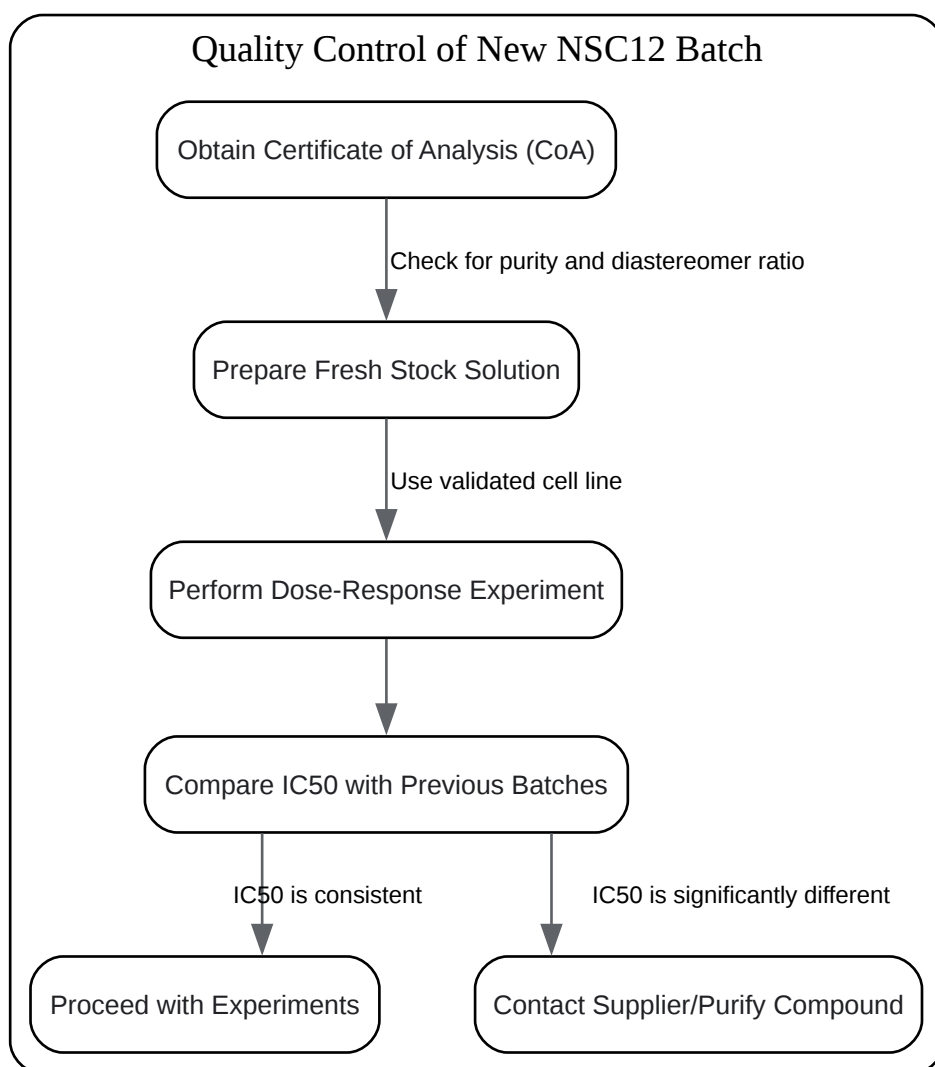 Quality Control of New NSC12 Batch
Obtain Certificate of Analysis (CoA)
Check for purity and diastereomer ratio
Prepare Fresh Stock Solution
Use validated cell line
Perform Dose-Response Experiment
Compare IC50 with Previous Batches
IC50 is consistent
IC50 is significantly different
Proceed with Experiments
Contact Supplier/Purify Compound